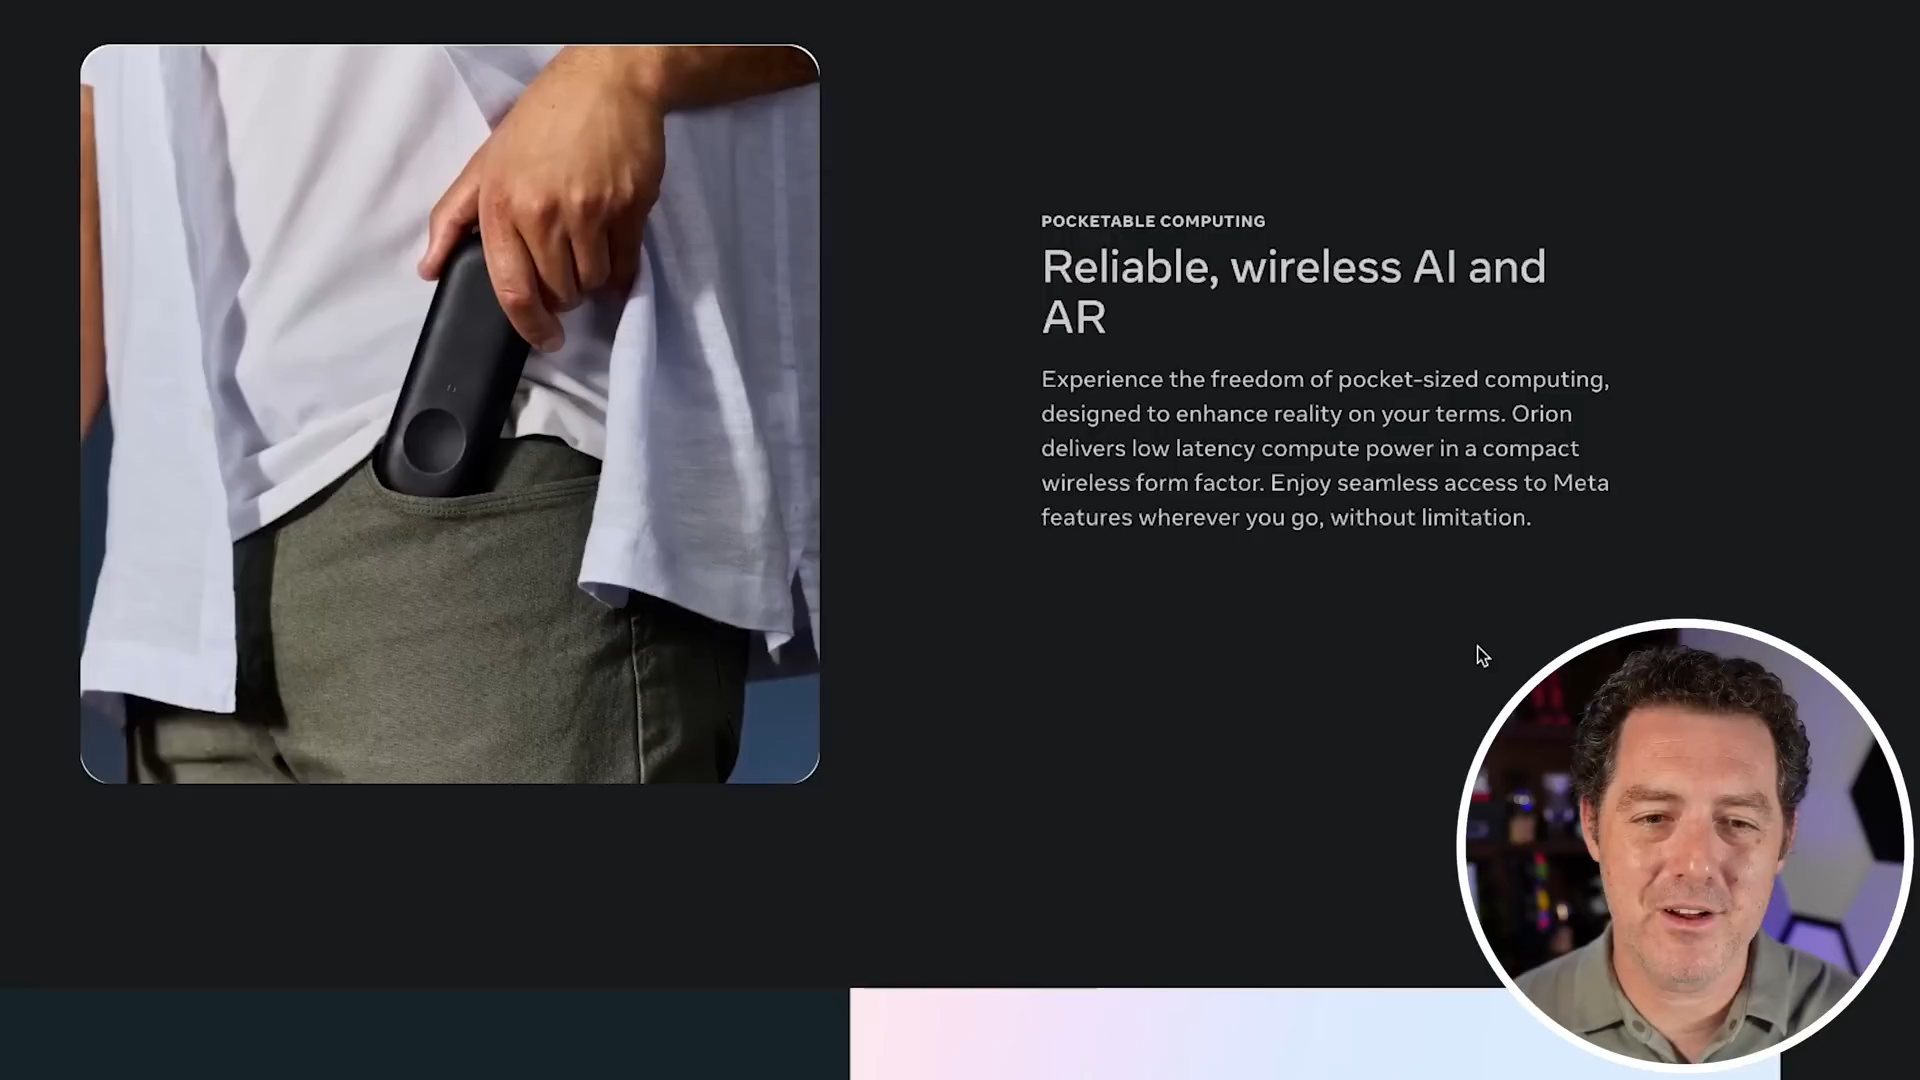 POCKETABLE COMPUTING
Reliable, wireless AI and
AR
Experience the freedom of pocket-sized computing,
designed to enhance reality on your terms. Orion
delivers low latency compute power in a compact
wireless form factor. Enjoy seamless access to Meta
features wherever you go, without limitation.